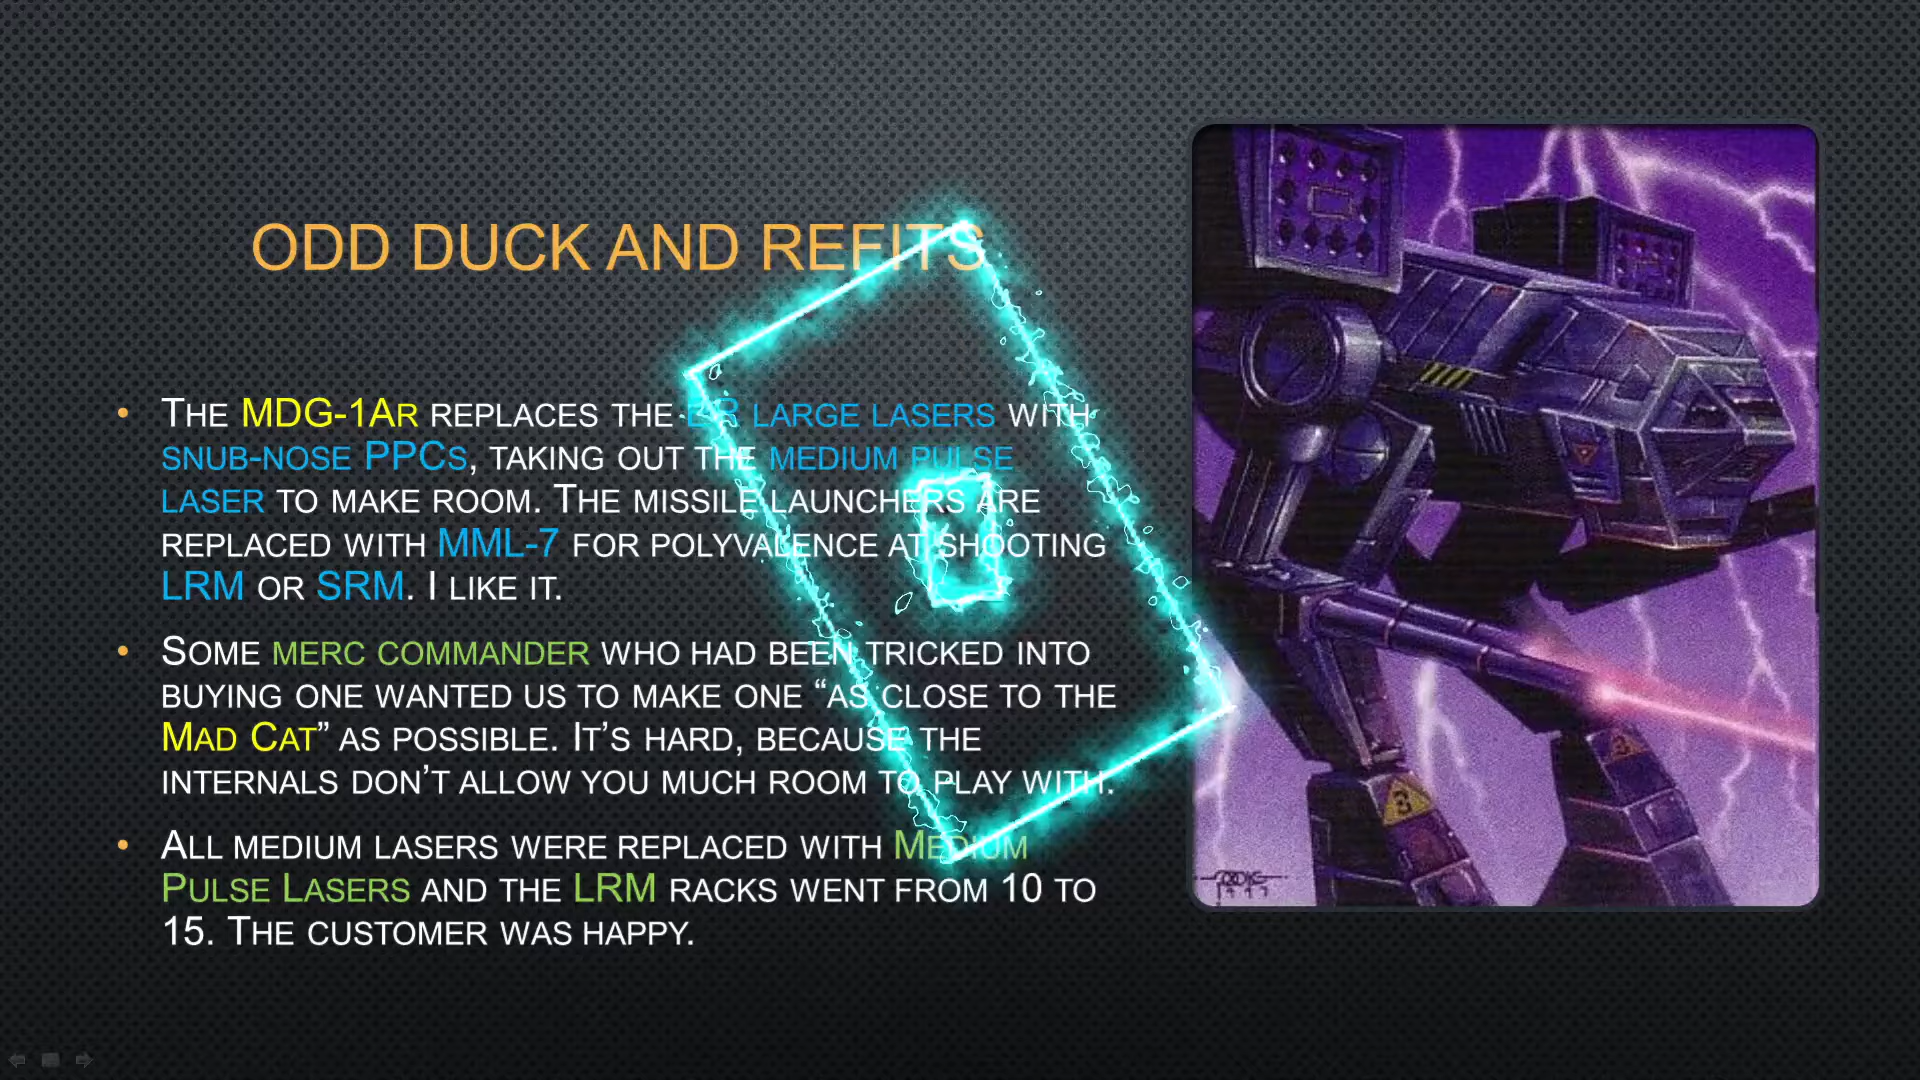 ODD DUCK AND REFITS
• THE MDG-1AR REPLACES THE ER LARGE LASERS WITH
SNUB-NOSE PPCS, TAKING OUT THE MEDIUM PULSE
LASER TO MAKE ROOM. THE MISSILE LAUNCHERS ARE
REPLACED WITH MML-7 FOR POLYVALENCE AT SHOOTING
LRM OR SRM. I LIKE IT.
• SOME MERC COMMANDER WHO HAD BEEN TRICKED INTO
BUYING ONE WANTED US TO MAKE ONE “AS CLOSE TO THE
MAD CAT” AS POSSIBLE. IT’S HARD, BECAUSE THE
INTERNALS DON’T ALLOW YOU MUCH ROOM TO PLAY WITH.
• ALL MEDIUM LASERS WERE REPLACED WITH MEDIUM
PULSE LASERS AND THE LRM RACKS WENT FROM 10 TO
15. THE CUSTOMER WAS HAPPY.
3
1997